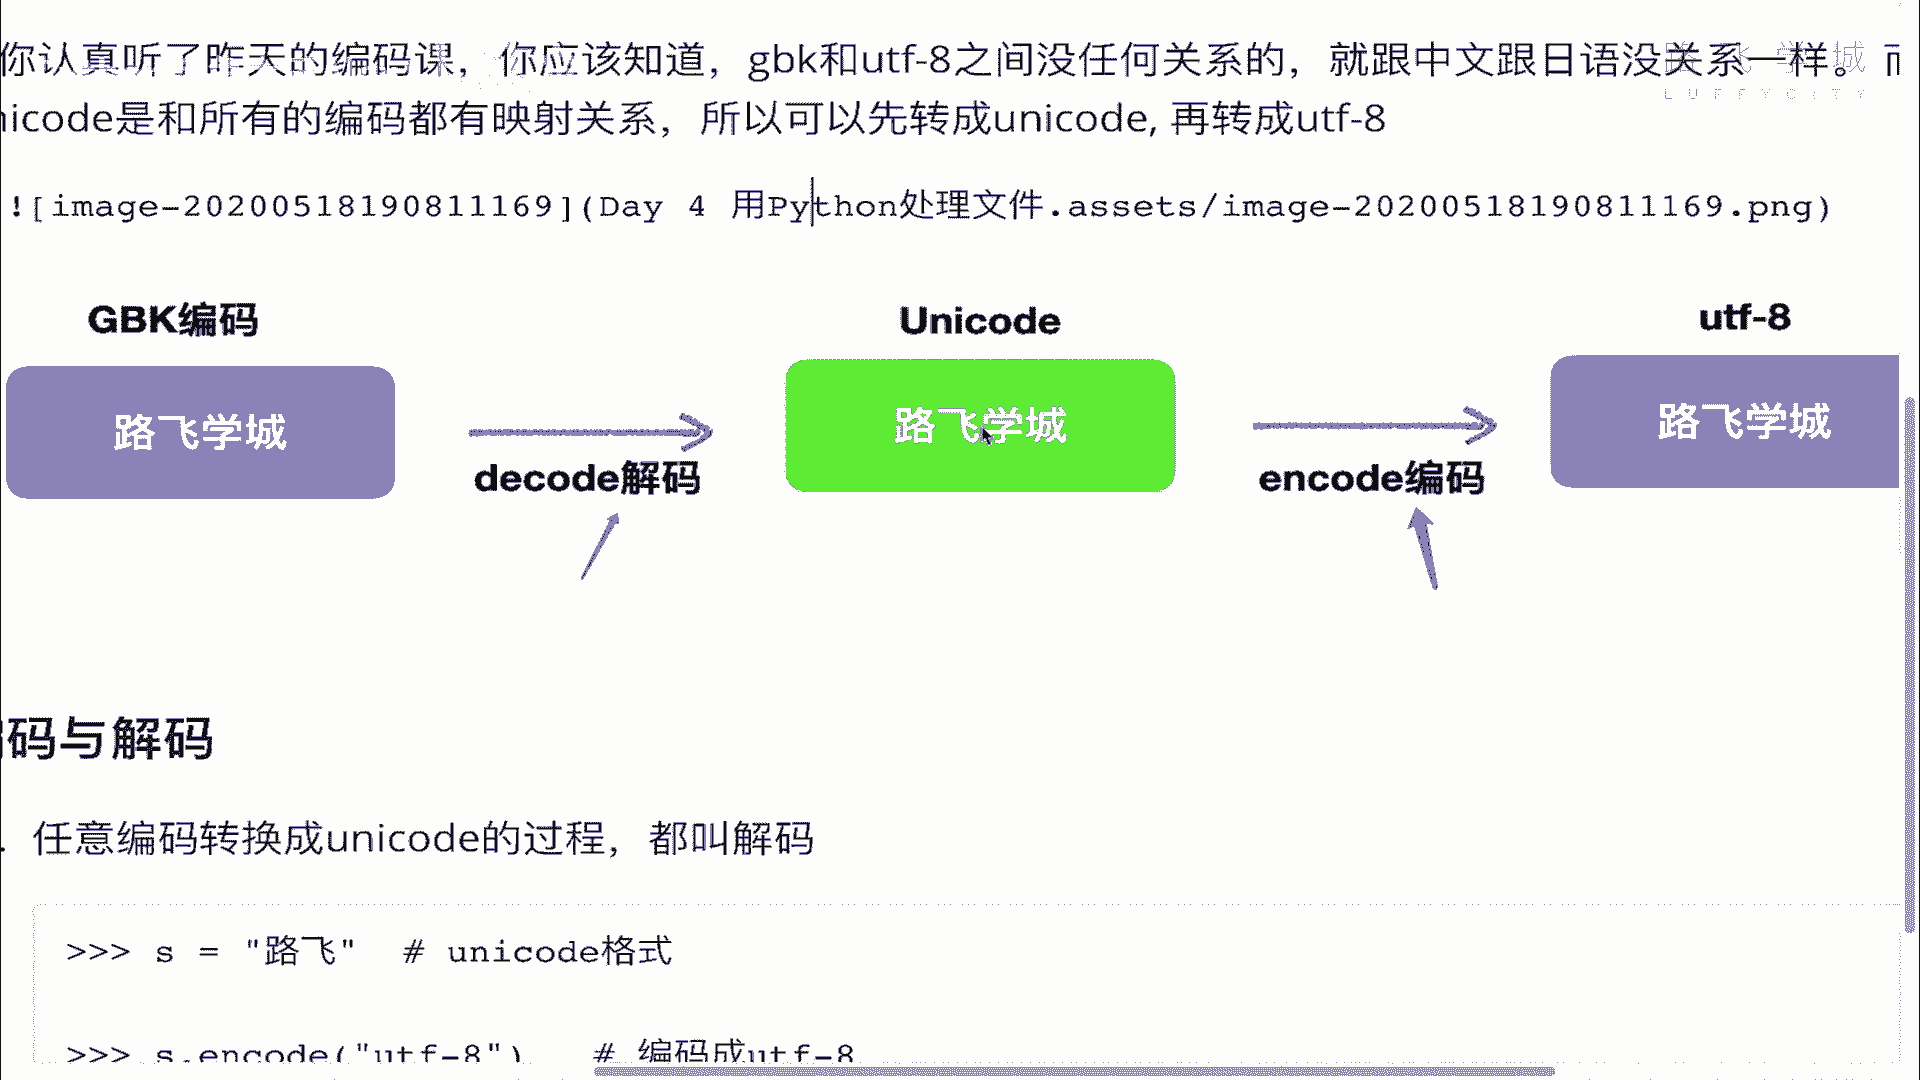 你认真听了昨天的编码课，你应该知道，gbk和utf-8之间没任何关系的，就跟中文跟日语没关系一样。而
nicode是和所有的编码都有映射关系，所以可以先转成unicode, 再转成utf-8
路飞学城
LUFFYCITY
![image-20200518190811169](Day 4 用Python处理文件.assets/image-20200518190811169.png)
GBK编码
Unicode
utf-8
路飞学城
路飞学城
路飞学城
decode解码
encode编码
编码与解码
. 任意编码转换成unicode的过程，都叫解码
>>> s = "路飞"  # unicode格式
>>> s.encode("utf-8")   # 编码成utf-8